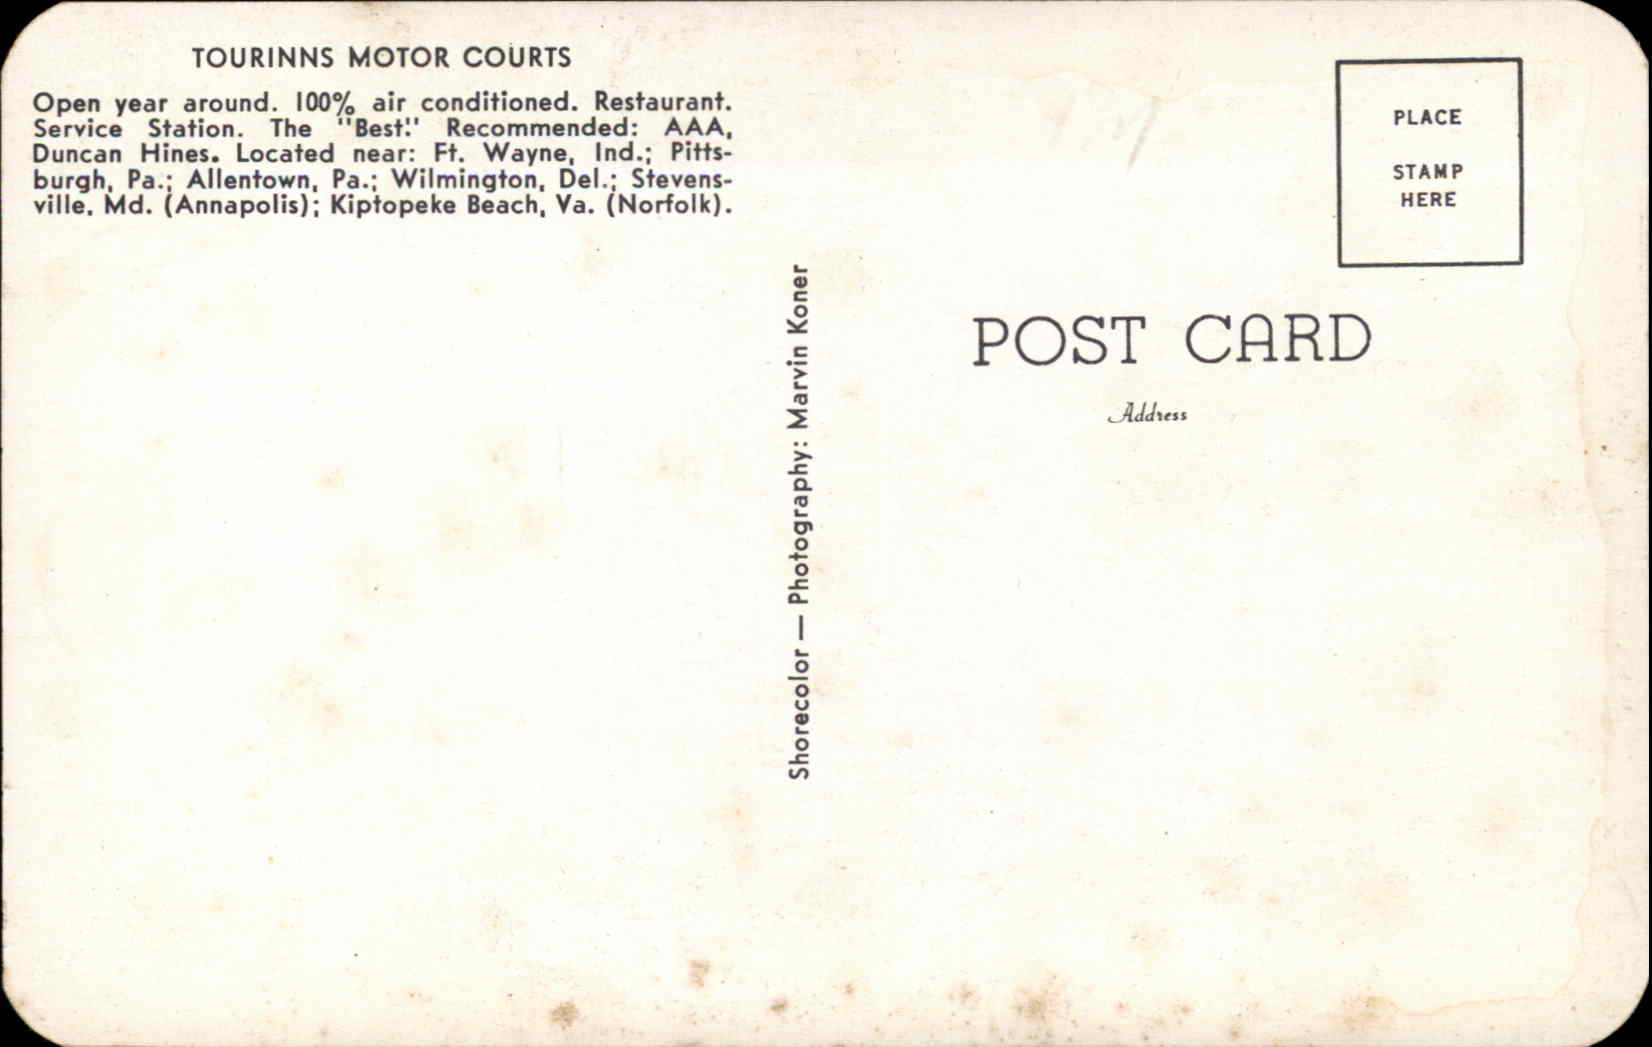 TOURINNS MOTOR COURTS
Open year around. 100% air conditioned. Restaurant.
Service Station. The "Best." Recommended: AAA,
Duncan Hines. Located near: Ft. Wayne, Ind.; Pitts-
burgh, Pa.; Allentown, Pa.; Wilmington, Del.; Stevens-
ville, Md. (Annapolis); Kiptopeke Beach, Va. (Norfolk).
Shorecolor — Photography: Marvin Koner
PLACE
STAMP
HERE
POST CARD
Address